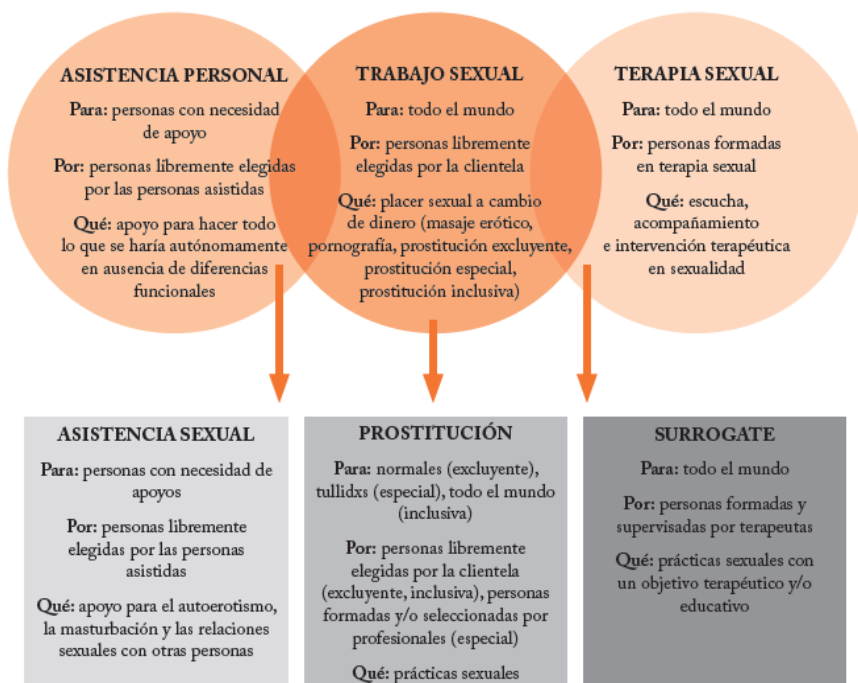 ASISTENCIA PERSONAL
Para: personas con necesidad
de apoyo
Por: personas libremente elegidas
por las personas asistidas
Qué: apoyo para hacer todo
lo que se haría autónomamente
en ausencia de diferencias
funcionales
TRABAJO SEXUAL
Para: todo el mundo
Por: personas libremente
elegidas por la clientela
Qué: placer sexual a cambio
de dinero (masaje erótico,
pornografía, prostitución excluyente,
prostitución especial,
prostitución inclusiva)
TERAPIA SEXUAL
Para: todo el mundo
Por: personas formadas
en terapia sexual
Qué: escucha,
acompañamiento
e intervención terapéutica
en sexualidad
ASISTENCIA SEXUAL
Para: personas con necesidad de
apoyos
Por: personas libremente
elegidas por las personas
asistidas
Qué: apoyo para el autoerotismo,
la masturbación y las relaciones
sexuales con otras personas
PROSTITUCIÓN
Para: normales (excluyente),
tullidxs (especial), todo el mundo
(inclusiva)
Por: personas libremente
elegidas por la clientela
(excluyente, inclusiva), personas
formadas y/o seleccionadas por
profesionales (especial)
Qué: prácticas sexuales
SURROGATE
Para: todo el mundo
Por: personas formadas y
supervisadas por terapeutas
Qué: prácticas sexuales con
un objetivo terapéutico y/o
educativo